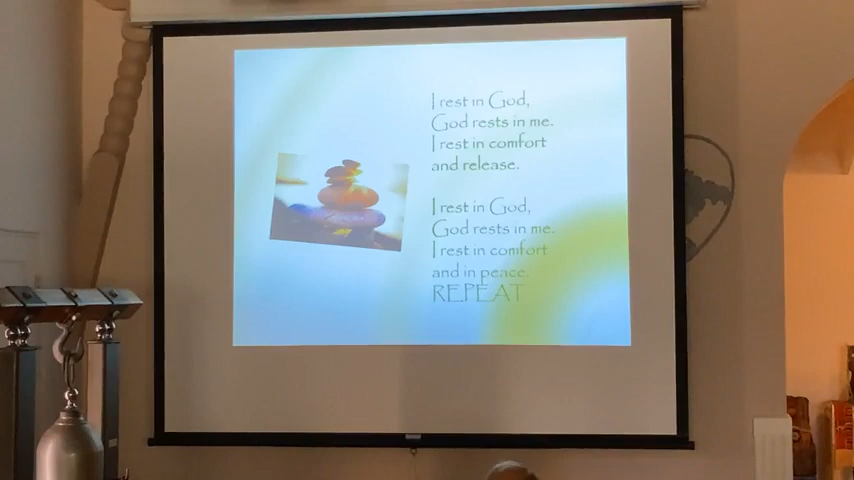 I rest in God,
God rests in me.
I rest in comfort
and release.
I rest in God,
God rests in me.
I rest in comfort
and in peace.
REPEAT